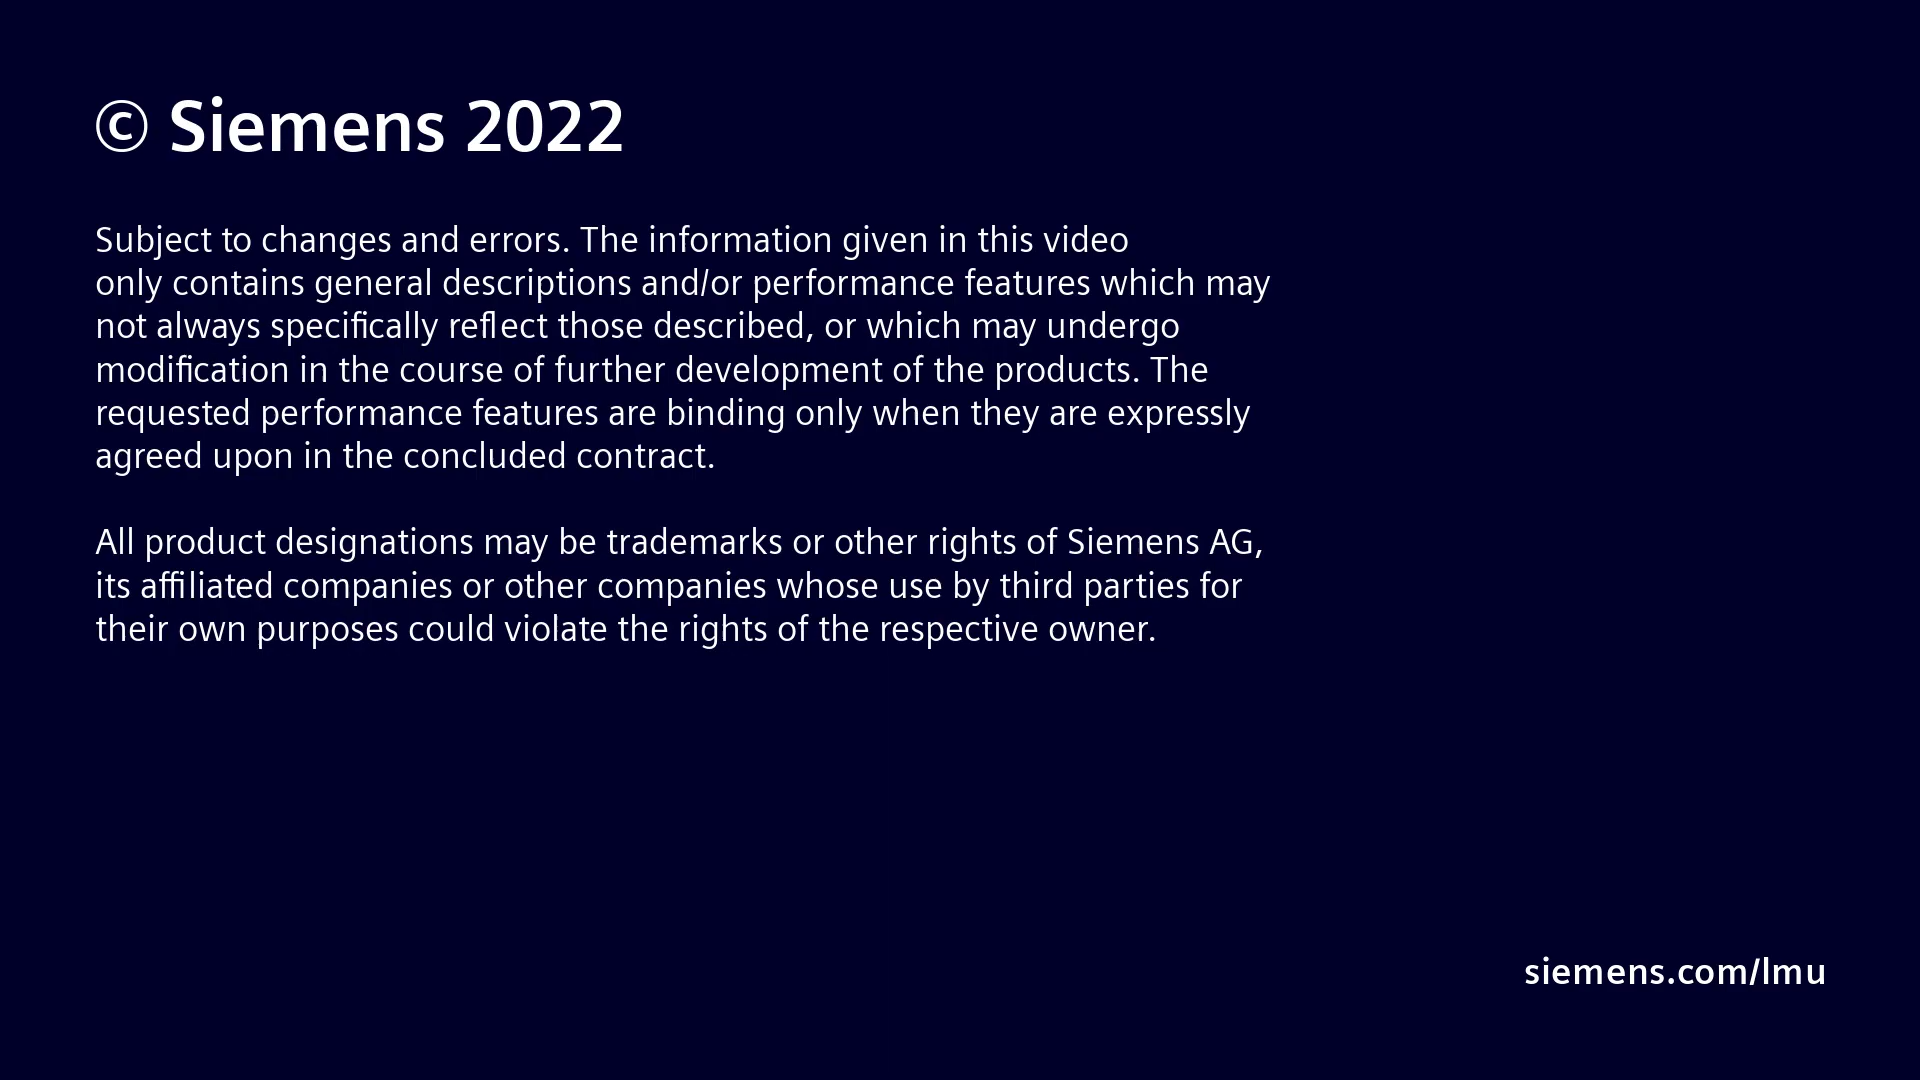 © Siemens 2022
Subject to changes and errors. The information given in this video
only contains general descriptions and/or performance features which may
not always specifically reflect those described, or which may undergo
modification in the course of further development of the products. The
requested performance features are binding only when they are expressly
agreed upon in the concluded contract.
All product designations may be trademarks or other rights of Siemens AG,
its affiliated companies or other companies whose use by third parties for
their own purposes could violate the rights of the respective owner.
siemens.com/lmu